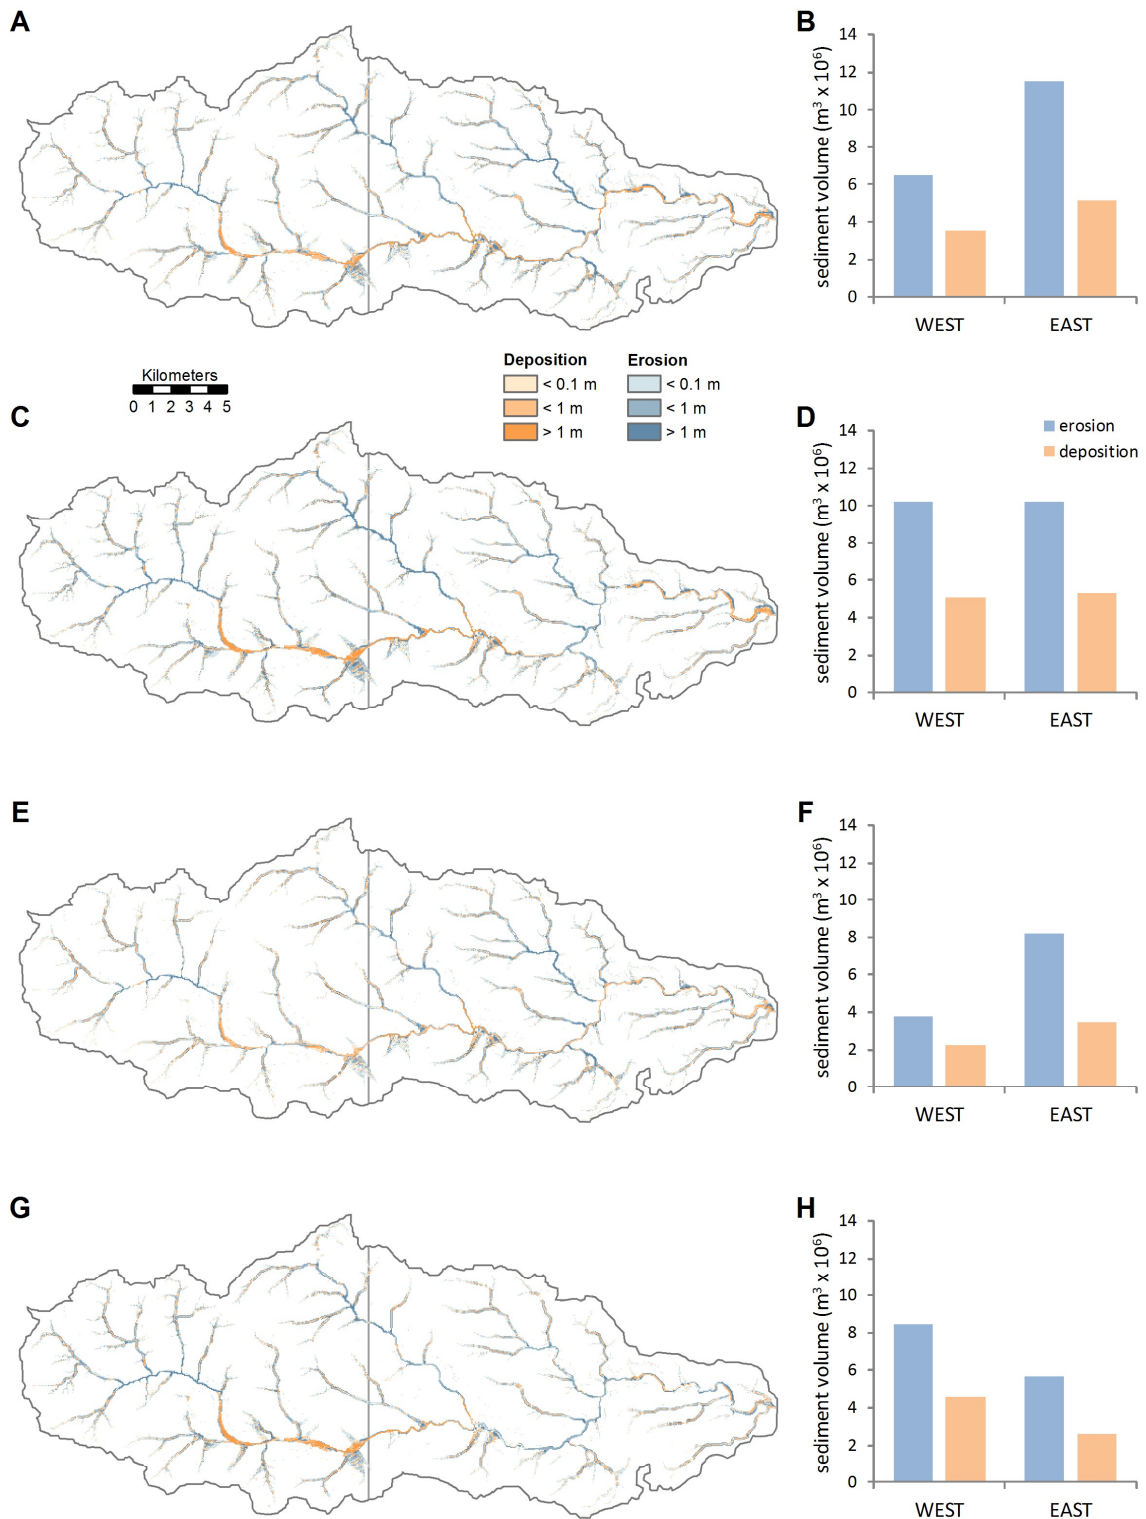 A
B
sediment volume (m³ x 10⁶)
14
12
10
8
6
4
2
0
WEST EAST
Kilometers
0 1 2 3 4 5
Deposition Erosion
< 0.1 m < 0.1 m
< 1 m < 1 m
> 1 m > 1 m
C
D
erosion
deposition
sediment volume (m³ x 10⁶)
14
12
10
8
6
4
2
0
WEST EAST
E
F
sediment volume (m³ x 10⁶)
14
12
10
8
6
4
2
0
WEST EAST
G
H
sediment volume (m³ x 10⁶)
14
12
10
8
6
4
2
0
WEST EAST